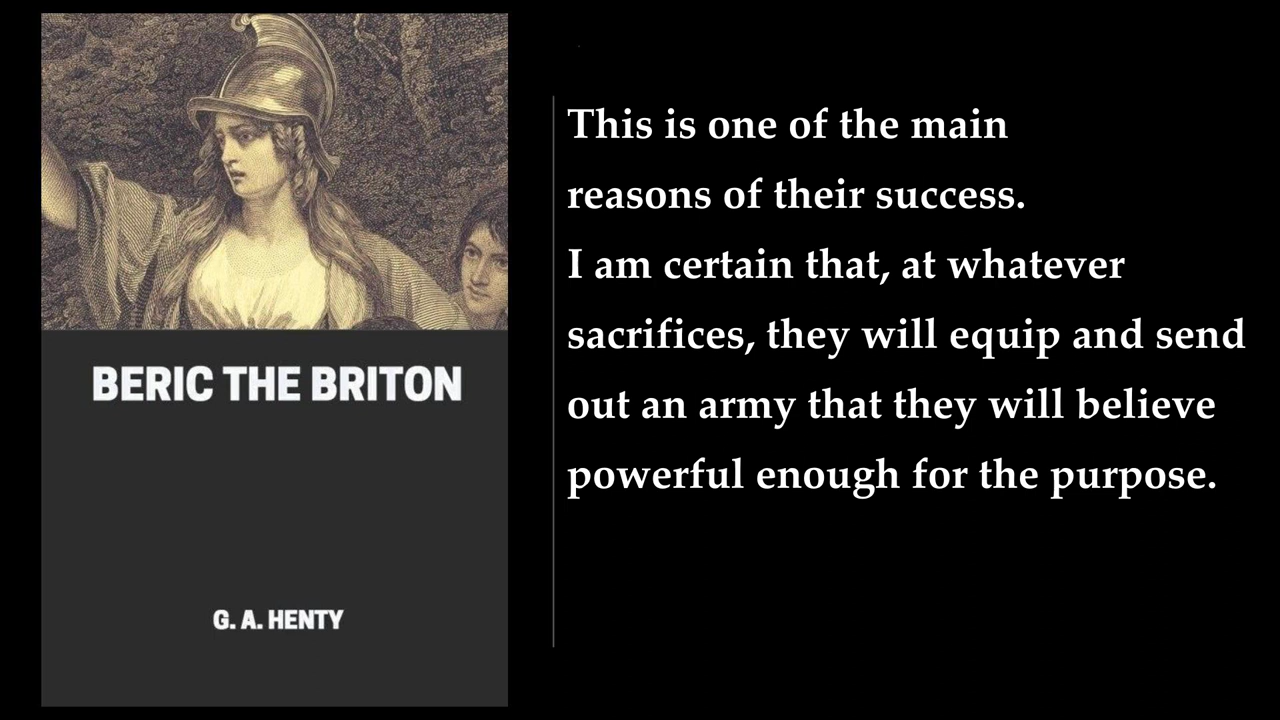 BERIC THE BRITON
G. A. HENTY
This is one of the main
reasons of their success.
I am certain that, at whatever
sacrifices, they will equip and send
out an army that they will believe
powerful enough for the purpose.